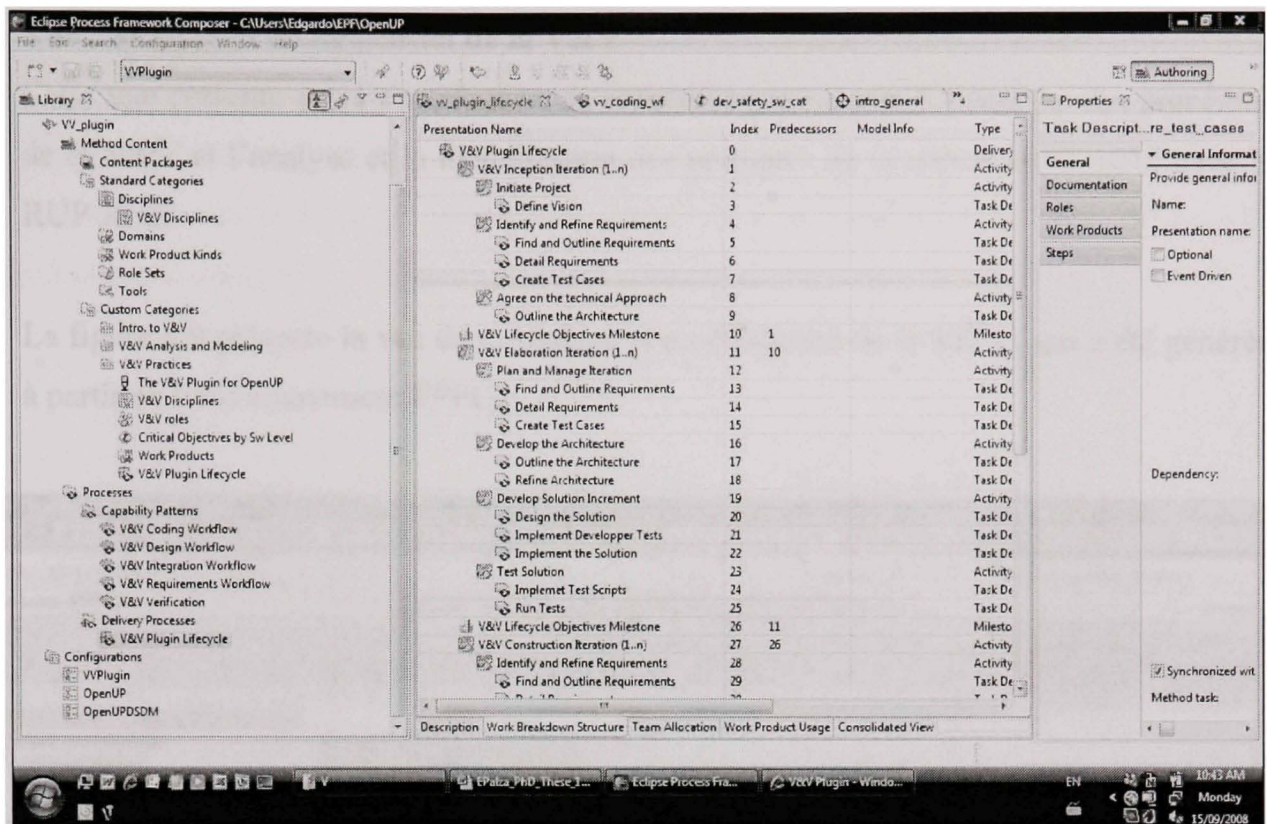 Eclipse Process Framework Composer - C:\Users\Edgardo\EPF\OpenUP
File Edit Search Configuration Window Help
VVPlugin
Authoring
Library
VV_plugin
Method Content
Content Packages
Standard Categories
Disciplines
V&V Disciplines
Domains
Work Product Kinds
Role Sets
Tools
Custom Categories
Intro. to V&V
V&V Analysis and Modeling
V&V Practices
The V&V Plugin for OpenUP
V&V Disciplines
V&V roles
Critical Objectives by Sw Level
Work Products
V&V Plugin Lifecycle
Processes
Capability Patterns
V&V Coding Workflow
V&V Design Workflow
V&V Integration Workflow
V&V Requirements Workflow
V&V Verification
Delivery Processes
V&V Plugin Lifecycle
Configurations
VVPlugin
OpenUP
OpenUPDSDM
vv_plugin_lifecycle vv_coding_wf dev_safety_sw_cat intro_general
Presentation Name Index Predecessors Model Info Type
V&V Plugin Lifecycle 0 Delivery
V&V Inception Iteration (1..n) 1 Activity
Initiate Project 2 Activity
Define Vision 3 Task De
Identify and Refine Requirements 4 Activity
Find and Outline Requirements 5 Task De
Detail Requirements 6 Task De
Create Test Cases 7 Task De
Agree on the technical Approach 8 Activity
Outline the Architecture 9 Task De
V&V Lifecycle Objectives Milestone 10 1 Milesto
V&V Elaboration Iteration (1..n) 11 10 Activity
Plan and Manage Iteration 12 Activity
Find and Outline Requirements 13 Task De
Detail Requirements 14 Task De
Create Test Cases 15 Task De
Develop the Architecture 16 Activity
Outline the Architecture 17 Task De
Refine Architecture 18 Task De
Develop Solution Increment 19 Activity
Design the Solution 20 Task De
Implement Developper Tests 21 Task De
Implement the Solution 22 Task De
Test Solution 23 Activity
Implemet Test Scripts 24 Task De
Run Tests 25 Task De
V&V Lifecycle Objectives Milestone 26 11 Milesto
V&V Construction Iteration (1..n) 27 26 Activity
Identify and Refine Requirements 28 Activity
Find and Outline Requirements 29 Task De
Description Work Breakdown Structure Team Allocation Work Product Usage Consolidated View
Properties
Task Descript...re_test_cases
General
Documentation
Roles
Work Products
Steps
General Informat
Provide general infor
Name:
Presentation name:
Optional
Event Driven
Dependency:
Synchronized wit
Method task:
V EPalza_PhD_These_1... Eclipse Process Fra... V&V Plugin - Windo... EN 10:43 AM
Monday
15/09/2008